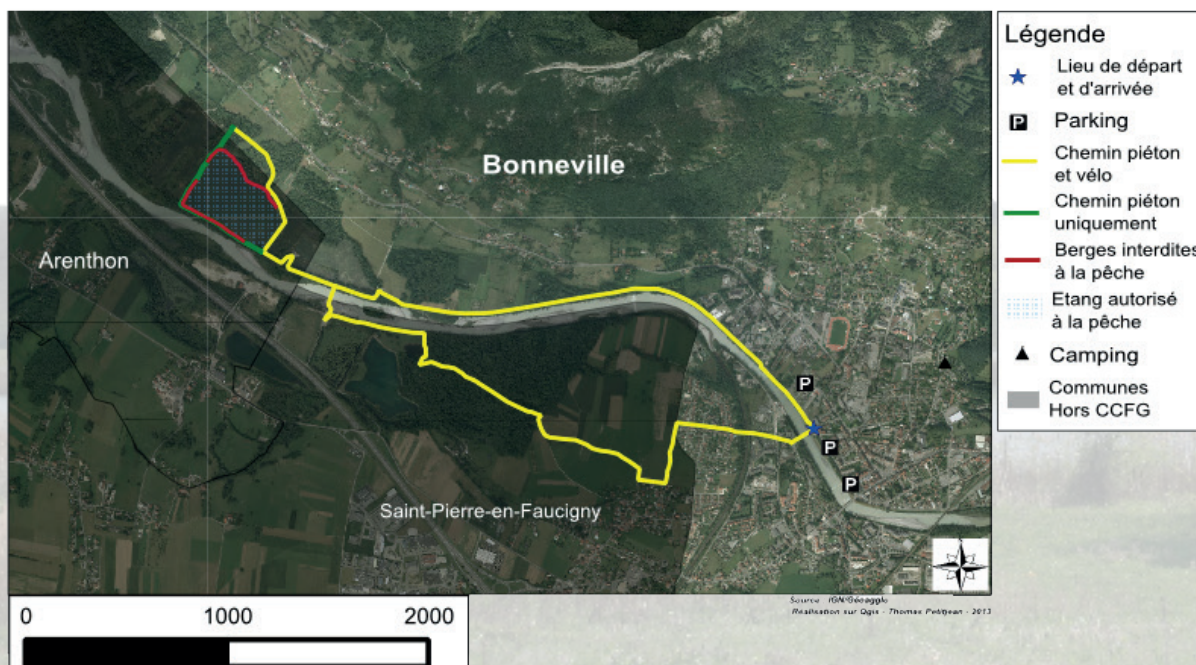 Bonneville
Arenthon
Saint-Pierre-en-Faucigny
P
P
P
Légende
Lieu de départ
et d'arrivée
P Parking
Chemin piéton
et vélo
Chemin piéton
uniquement
Berges interdites
à la pêche
Etang autorisé
à la pêche
Camping
Communes
Hors CCFG
Source : IGN/Géoagglo
Réalisation sur Qgis - Thomas Petitjean - 2013
0 1000 2000